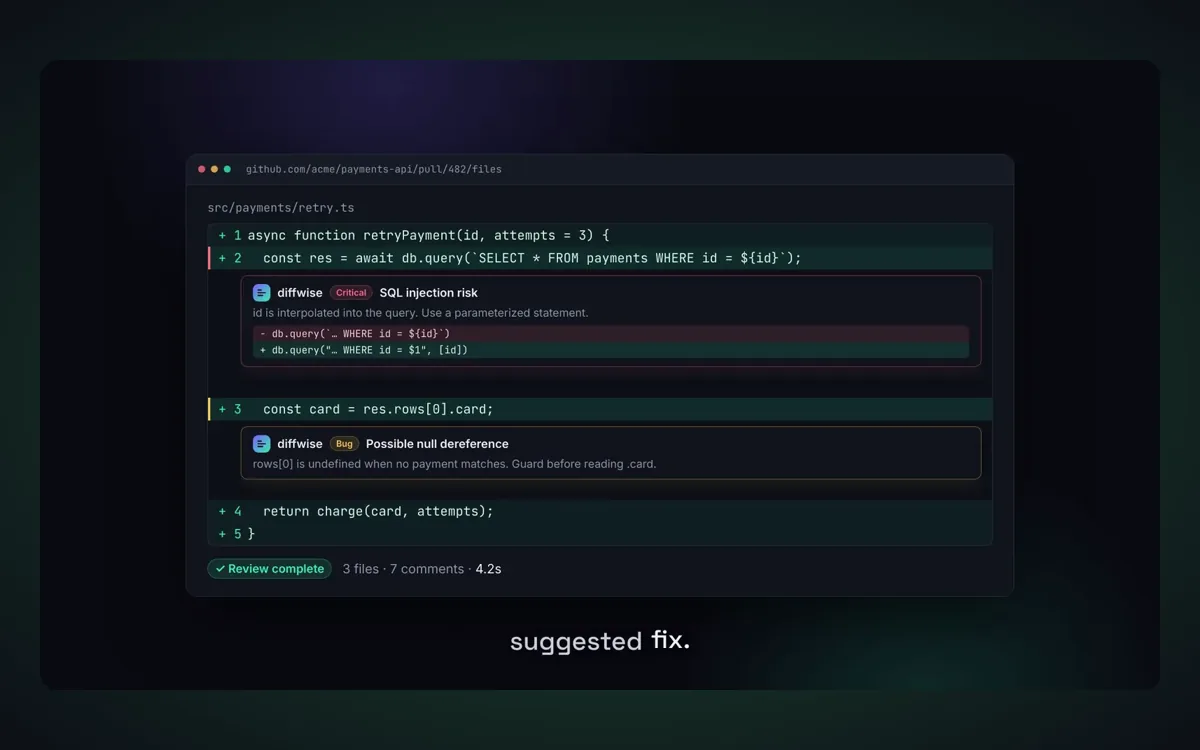 github.com/acme/payments-api/pull/482/files
src/payments/retry.ts
+ 1 async function retryPayment(id, attempts = 3) {
+ 2 const res = await db.query(`SELECT * FROM payments WHERE id = ${id}`);
diffwise Critical SQL injection risk
id is interpolated into the query. Use a parameterized statement.
- db.query(`… WHERE id = ${id}`)
+ db.query("… WHERE id = $1", [id])
+ 3 const card = res.rows[0].card;
diffwise Bug Possible null dereference
rows[0] is undefined when no payment matches. Guard before reading .card.
+ 4 return charge(card, attempts);
+ 5 }
✓ Review complete 3 files · 7 comments · 4.2s
suggested fix.